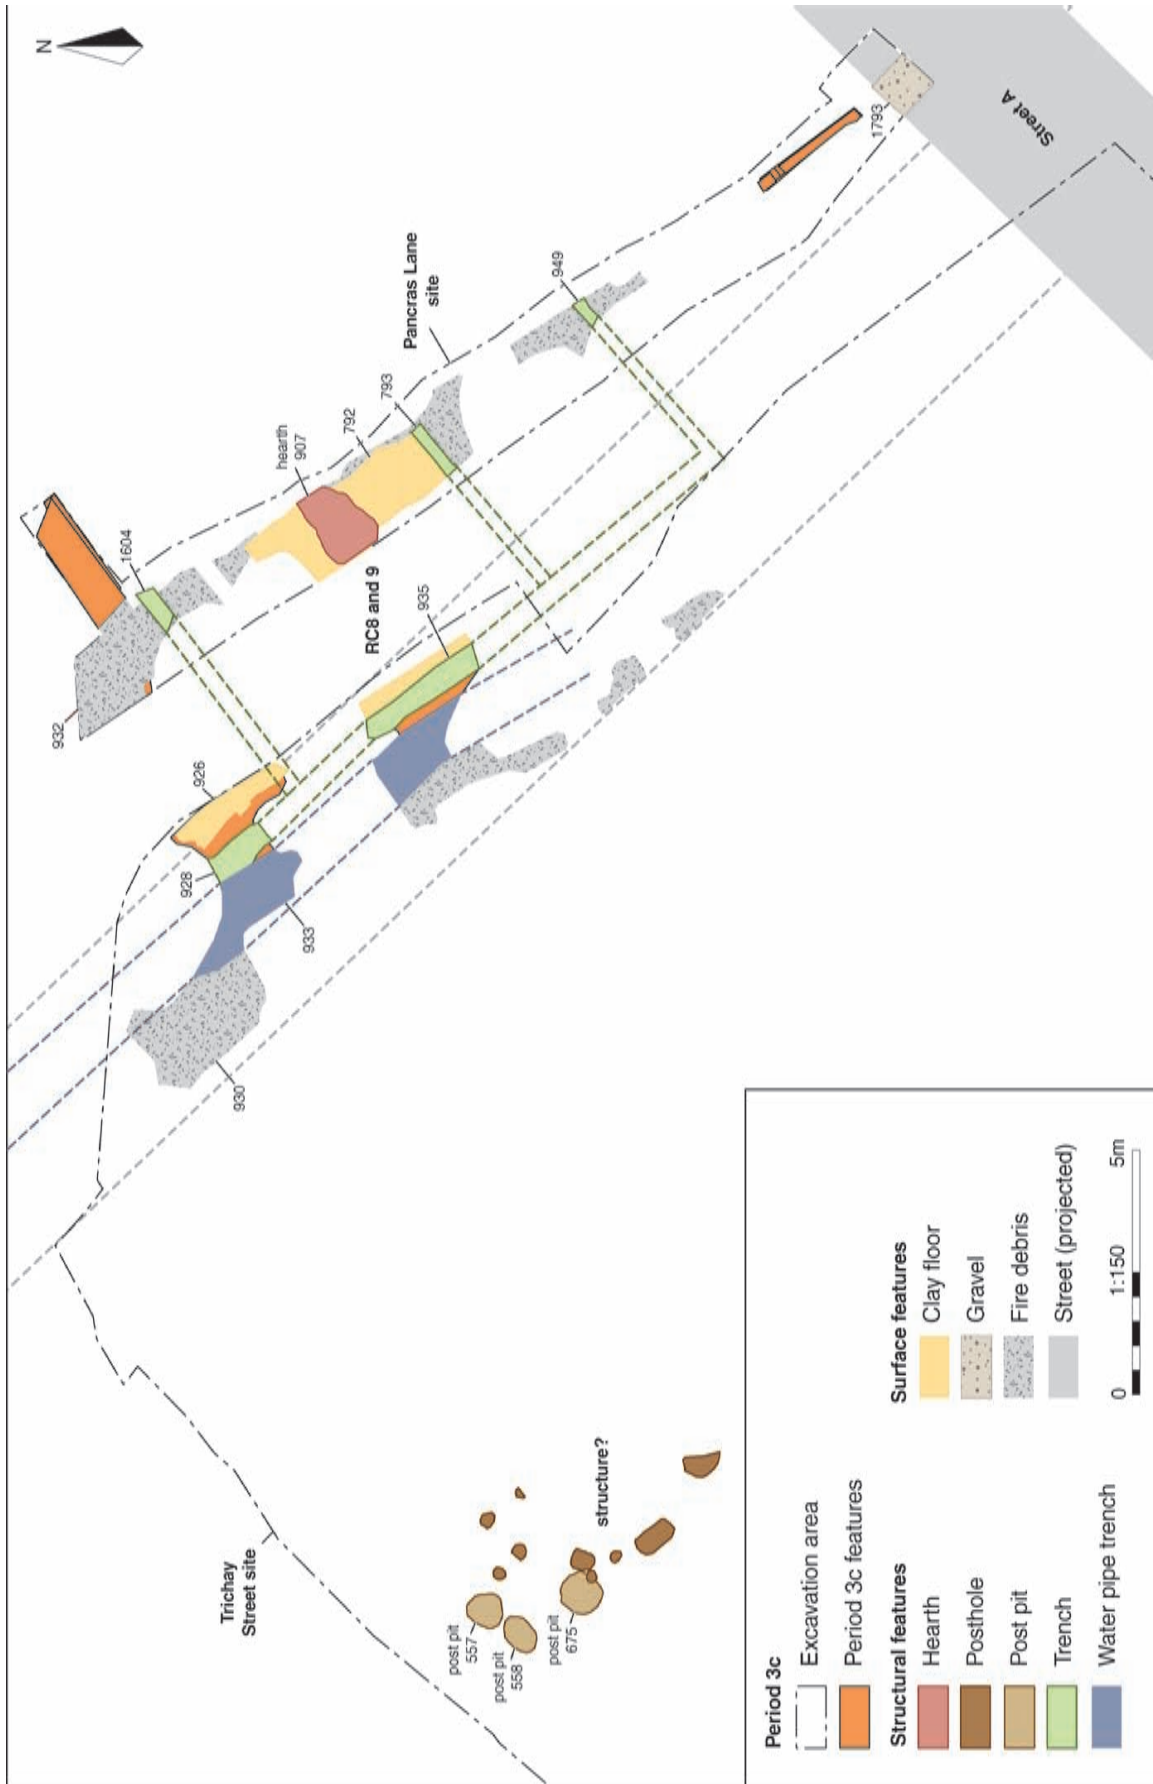 N
Street A
1793
949
Pancras Lane
site
793
792
hearth
907
1604
RC8 and 9
935
932
926
928
933
930
Trichay
Street site
structure?
post pit
557
post pit
558
post pit
675
Period 3c
Excavation area
Period 3c features
Structural features
Hearth
Posthole
Post pit
Trench
Water pipe trench
Surface features
Clay floor
Gravel
Fire debris
Street (projected)
0
1:150
5m